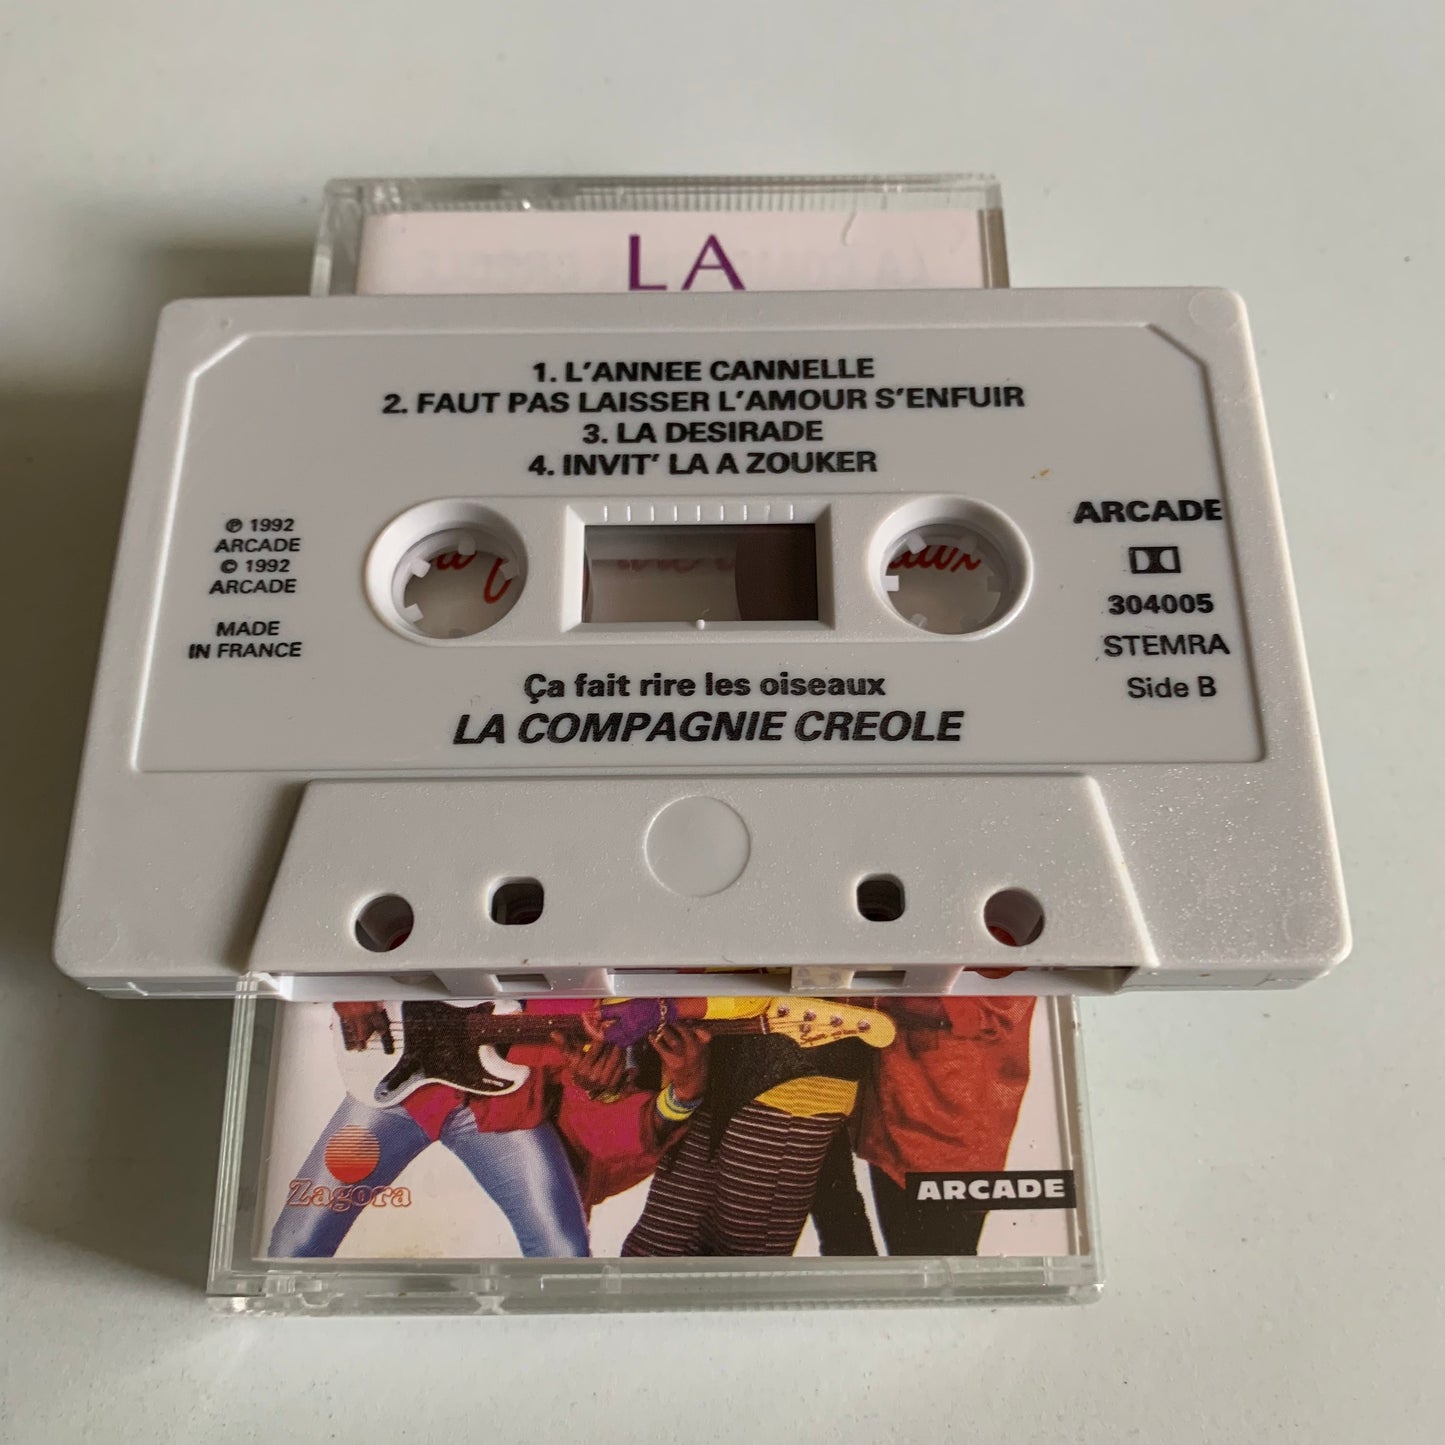 LA
1. L'ANNEE CANNELLE
2. FAUT PAS LAISSER L'AMOUR S'ENFUIR
3. LA DESIRADE
4. INVIT' LA A ZOUKER
℗ 1992
ARCADE
© 1992
ARCADE
MADE
IN FRANCE
ARCADE
304005
STEMRA
Side B
Ça fait rire les oiseaux
LA COMPAGNIE CREOLE
Zagora
ARCADE